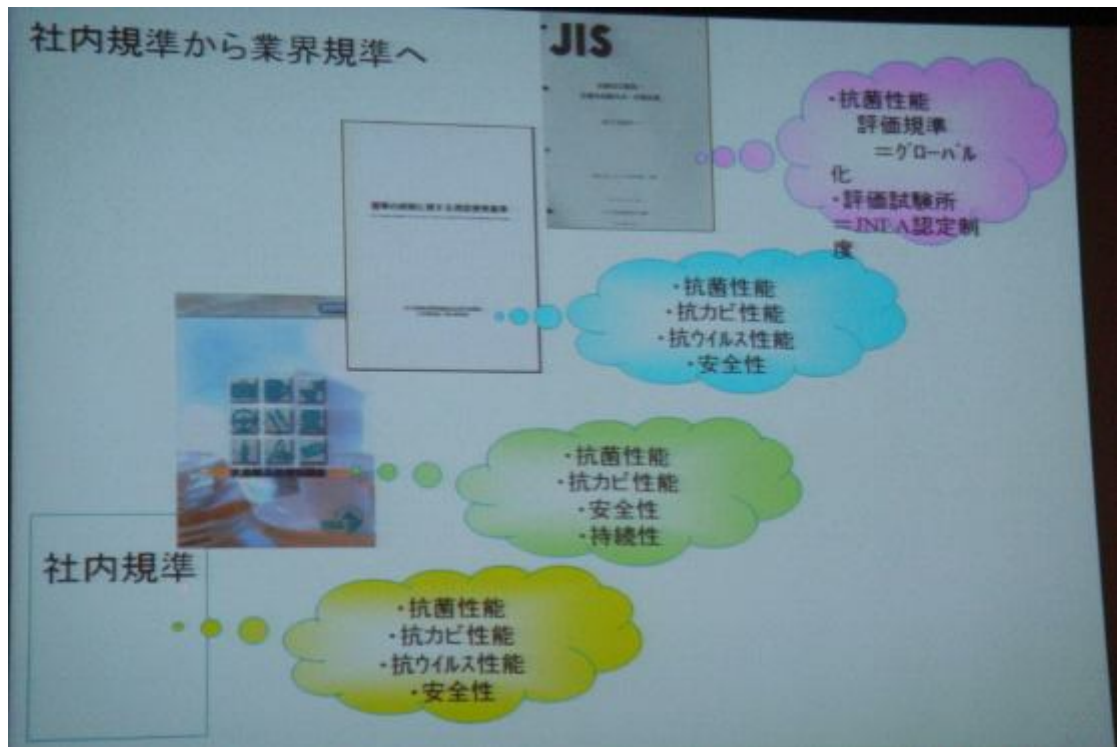 社内規準から業界規準へ
JIS
・抗菌性能
評価規準
＝グローバル
化
・評価試験所
＝JNLA認定制
度
・抗菌性能
・抗カビ性能
・抗ウイルス性能
・安全性
・抗菌性能
・抗カビ性能
・安全性
・持続性
社内規準
・抗菌性能
・抗カビ性能
・抗ウイルス性能
・安全性